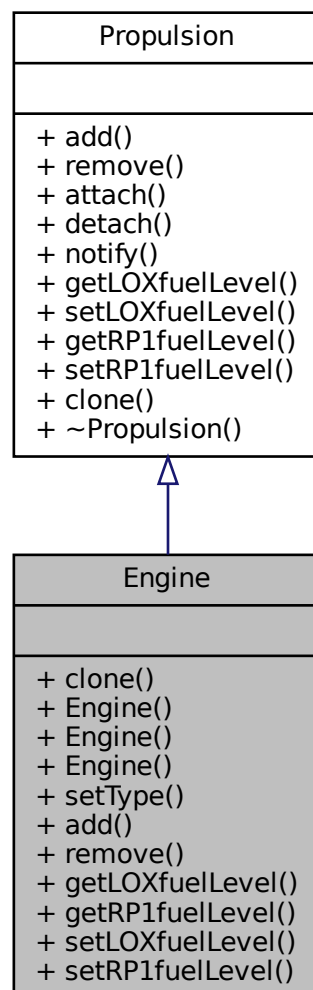 Propulsion
+ add()
+ remove()
+ attach()
+ detach()
+ notify()
+ getLOXfuelLevel()
+ setLOXfuelLevel()
+ getRP1fuelLevel()
+ setRP1fuelLevel()
+ clone()
+ ~Propulsion()
Engine
+ clone()
+ Engine()
+ Engine()
+ Engine()
+ setType()
+ add()
+ remove()
+ getLOXfuelLevel()
+ getRP1fuelLevel()
+ setLOXfuelLevel()
+ setRP1fuelLevel()